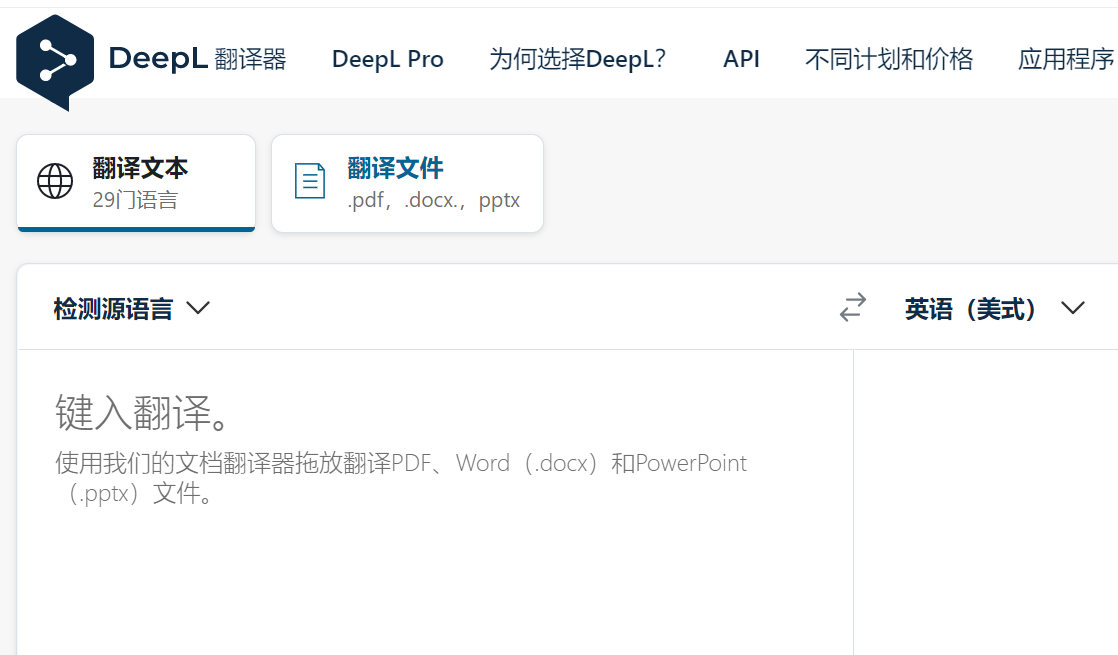 DeepL 翻译器 DeepL Pro 为何选择DeepL? API 不同计划和价格 应用程序
翻译文本
29门语言
翻译文件
.pdf，.docx.，pptx
检测源语言 英语（美式）
键入翻译。
使用我们的文档翻译器拖放翻译PDF、Word（.docx）和PowerPoint
（.pptx）文件。